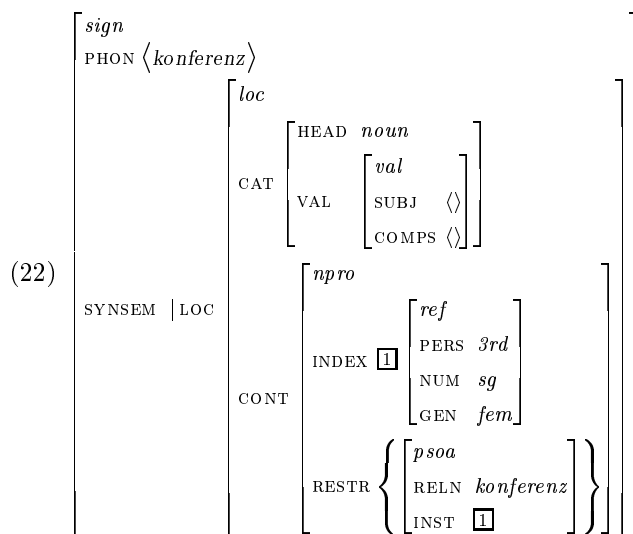 sign
PHON ⟨konferenz⟩
loc
HEAD noun
val
CAT
VAL
SUBJ ⟨⟩
COMPS ⟨⟩
(22)
npro
SYNSEM | LOC
ref
PERS 3rd
INDEX 1
NUM sg
GEN fem
CONT
psoa
RESTR { RELN konferenz }
INST 1